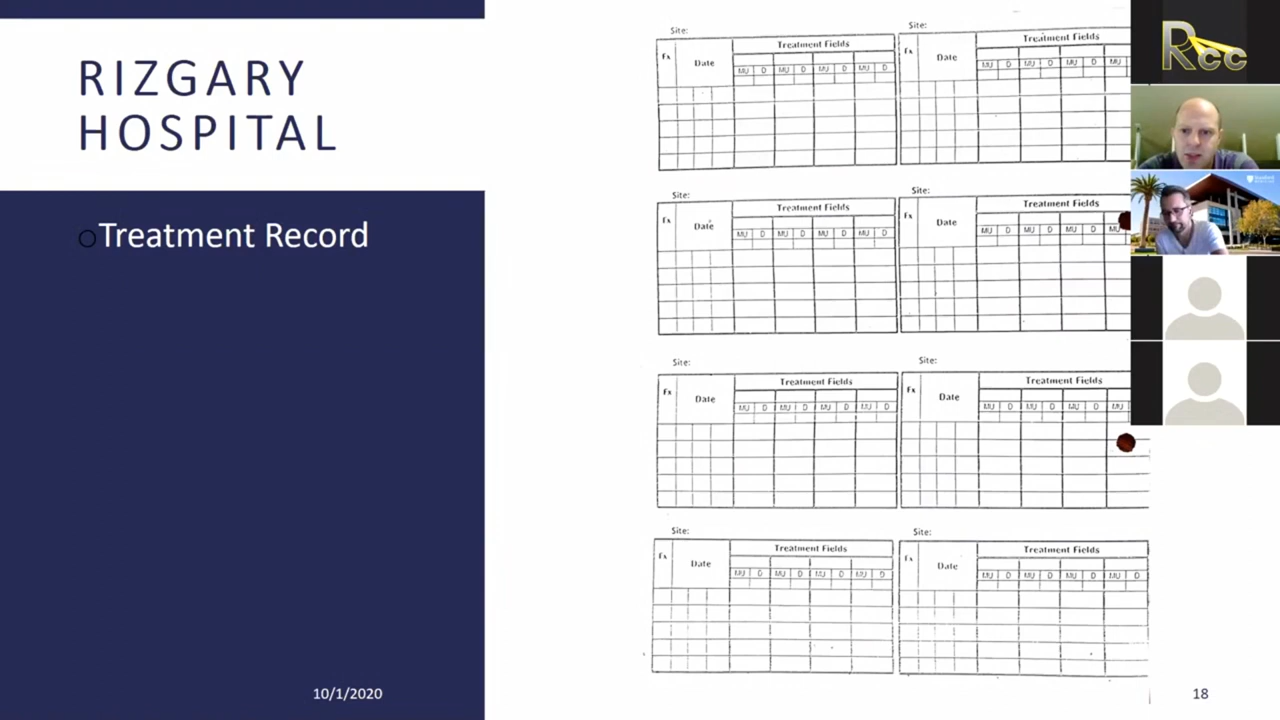 RIZGARY
HOSPITAL
Treatment Record
10/1/2020
Site:
Fx Date Treatment Fields
MU D MU D MU D MU D
Site:
Fx Date Treatment Fields
MU D MU D MU D MU
Site:
Fx Date Treatment Fields
MU D MU D MU D MU D
Site:
Fx Date Treatment Fields
MU D MU D MU D MU
Site:
Fx Date Treatment Fields
MU D MU D MU D MU D
Site:
Fx Date Treatment Fields
MU D MU D MU D MU
Site:
Fx Date Treatment Fields
MU D MU D MU D MU D
Site:
Fx Date Treatment Fields
MU D MU D MU D MU D
18
Rcc